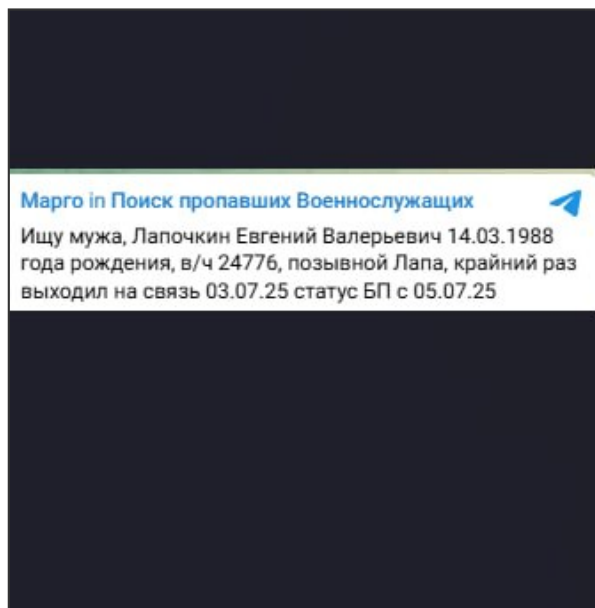 Марго in Поиск пропавших Военнослужащих
Ищу мужа, Лапочкин Евгений Валерьевич 14.03.1988
года рождения, в/ч 24776, позывной Лапа, крайний раз
выходил на связь 03.07.25 статус БП с 05.07.25